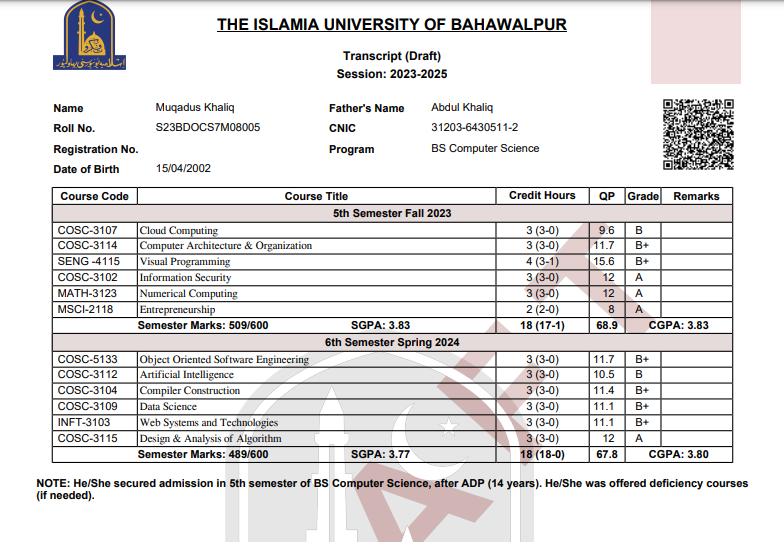 THE ISLAMIA UNIVERSITY OF BAHAWALPUR
Transcript (Draft)
Session: 2023-2025
Name Muqadus Khaliq Father's Name Abdul Khaliq
Roll No. S23BDOCS7M08005 CNIC 31203-6430511-2
Registration No. Program BS Computer Science
Date of Birth 15/04/2002
Course Code Course Title Credit Hours QP Grade Remarks
5th Semester Fall 2023
COSC-3107 Cloud Computing 3 (3-0) 9.6 B
COSC-3114 Computer Architecture & Organization 3 (3-0) 11.7 B+
SENG -4115 Visual Programming 4 (3-1) 15.6 B+
COSC-3102 Information Security 3 (3-0) 12 A
MATH-3123 Numerical Computing 3 (3-0) 12 A
MSCI-2118 Entrepreneurship 2 (2-0) 8 A
Semester Marks: 509/600 SGPA: 3.83 18 (17-1) 68.9 CGPA: 3.83
6th Semester Spring 2024
COSC-5133 Object Oriented Software Engineering 3 (3-0) 11.7 B+
COSC-3112 Artificial Intelligence 3 (3-0) 10.5 B
COSC-3104 Compiler Construction 3 (3-0) 11.4 B+
COSC-3109 Data Science 3 (3-0) 11.1 B+
INFT-3103 Web Systems and Technologies 3 (3-0) 11.1 B+
COSC-3115 Design & Analysis of Algorithm 3 (3-0) 12 A
Semester Marks: 489/600 SGPA: 3.77 18 (18-0) 67.8 CGPA: 3.80
NOTE: He/She secured admission in 5th semester of BS Computer Science, after ADP (14 years). He/She was offered deficiency courses
(if needed).